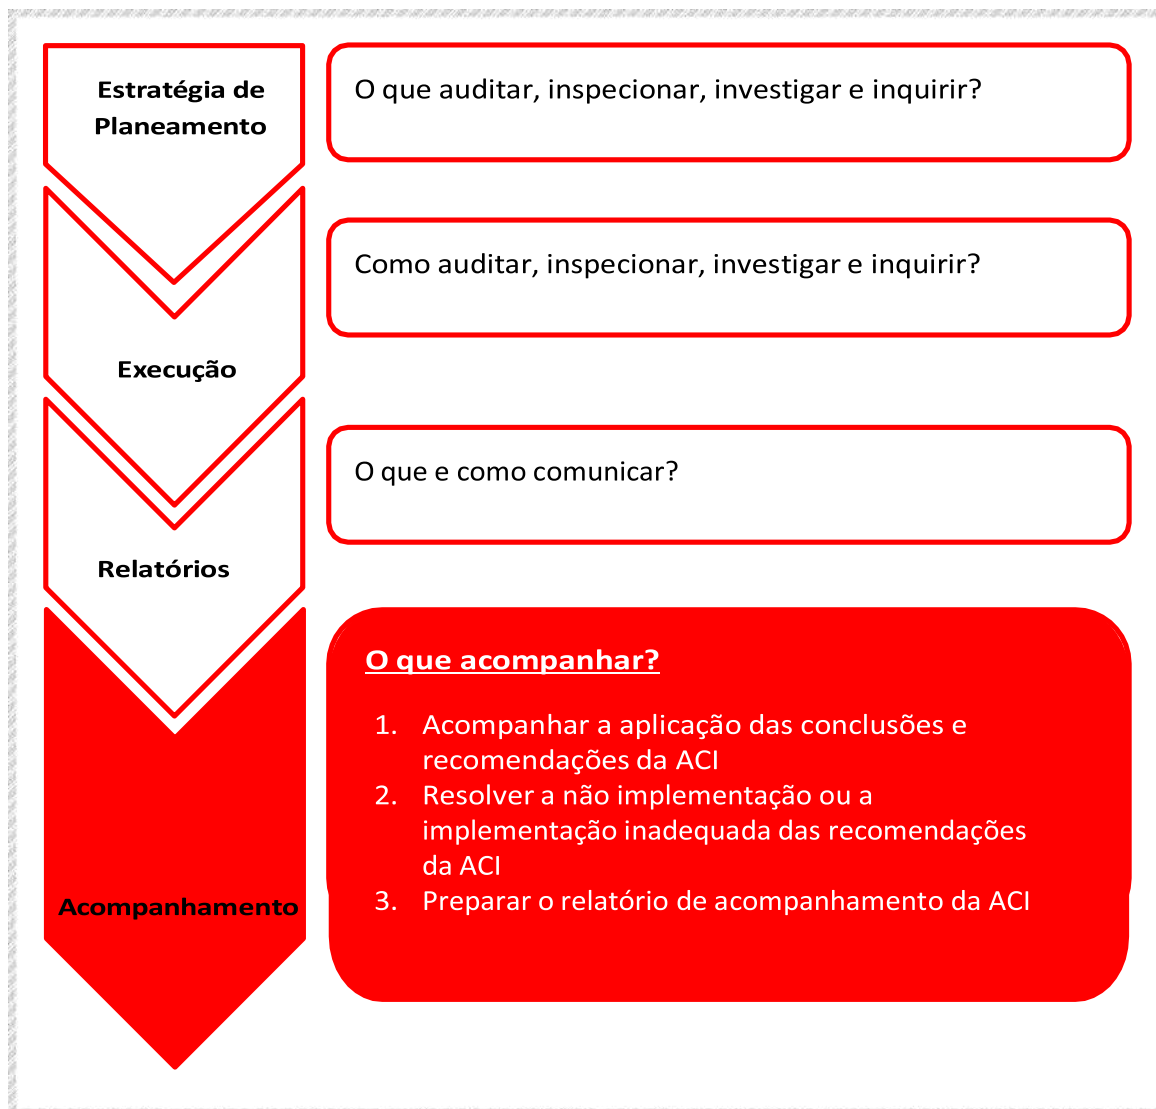 Estratégia de
Planeamento
O que auditar, inspecionar, investigar e inquirir?
Como auditar, inspecionar, investigar e inquirir?
Execução
O que e como comunicar?
Relatórios
O que acompanhar?
1. Acompanhar a aplicação das conclusões e
recomendações da ACI
2. Resolver a não implementação ou a
implementação inadequada das recomendações
da ACI
3. Preparar o relatório de acompanhamento da ACI
Acompanhamento